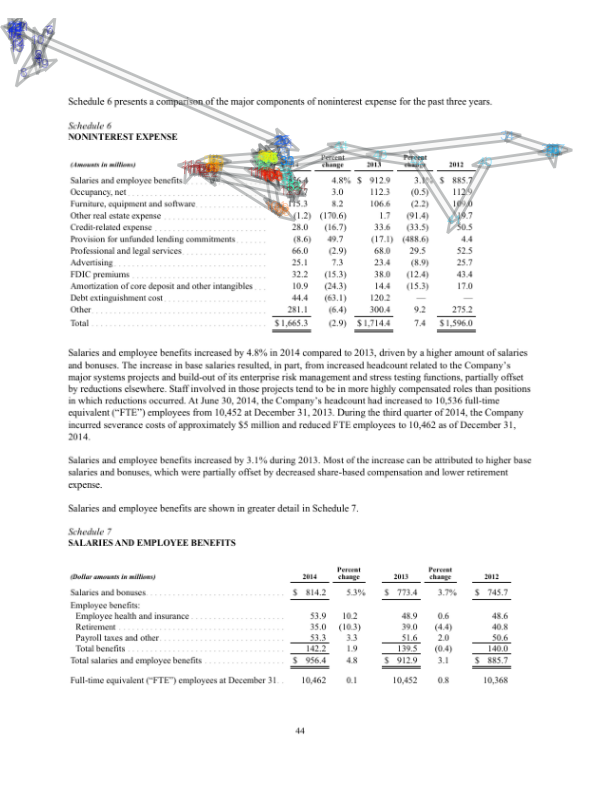 Schedule 6 presents a comparison of the major components of noninterest expense for the past three years.
Schedule 6
NONINTEREST EXPENSE
(Amounts in millions) Percent change 2013 Percent change 2012
Salaries and employee benefits 4.8% $ 912.9 3.1% $ 885.7
Occupancy, net 3.0 112.3 (0.5) 112.9
Furniture, equipment and software 115.3 8.2 106.6 (2.2) 109.0
Other real estate expense (1.2) (170.6) 1.7 (91.4) 19.7
Credit-related expense 28.0 (16.7) 33.6 (33.5) 50.5
Provision for unfunded lending commitments (8.6) 49.7 (17.1) (488.6) 4.4
Professional and legal services 66.0 (2.9) 68.0 29.5 52.5
Advertising 25.1 7.3 23.4 (8.9) 25.7
FDIC premiums 32.2 (15.3) 38.0 (12.4) 43.4
Amortization of core deposit and other intangibles 10.9 (24.3) 14.4 (15.3) 17.0
Debt extinguishment cost 44.4 (63.1) 120.2 — —
Other 281.1 (6.4) 300.4 9.2 275.2
Total $1,665.3 (2.9) $1,714.4 7.4 $1,596.0
Salaries and employee benefits increased by 4.8% in 2014 compared to 2013, driven by a higher amount of salaries
and bonuses. The increase in base salaries resulted, in part, from increased headcount related to the Company's
major systems projects and build-out of its enterprise risk management and stress testing functions, partially offset
by reductions elsewhere. Staff involved in those projects tend to be in more highly compensated roles than positions
in which reductions occurred. At June 30, 2014, the Company's headcount had increased to 10,536 full-time
equivalent ("FTE") employees from 10,452 at December 31, 2013. During the third quarter of 2014, the Company
incurred severance costs of approximately $5 million and reduced FTE employees to 10,462 as of December 31,
2014.
Salaries and employee benefits increased by 3.1% during 2013. Most of the increase can be attributed to higher base
salaries and bonuses, which were partially offset by decreased share-based compensation and lower retirement
expense.
Salaries and employee benefits are shown in greater detail in Schedule 7.
Schedule 7
SALARIES AND EMPLOYEE BENEFITS
(Dollar amounts in millions) 2014 Percent change 2013 Percent change 2012
Salaries and bonuses $ 814.2 5.3% $ 773.4 3.7% $ 745.7
Employee benefits:
Employee health and insurance 53.9 10.2 48.9 0.6 48.6
Retirement 35.0 (10.3) 39.0 (4.4) 40.8
Payroll taxes and other 53.3 3.3 51.6 2.0 50.6
Total benefits 142.2 1.9 139.5 (0.4) 140.0
Total salaries and employee benefits $ 956.4 4.8 $ 912.9 3.1 $ 885.7
Full-time equivalent ("FTE") employees at December 31 10,462 0.1 10,452 0.8 10,368
44